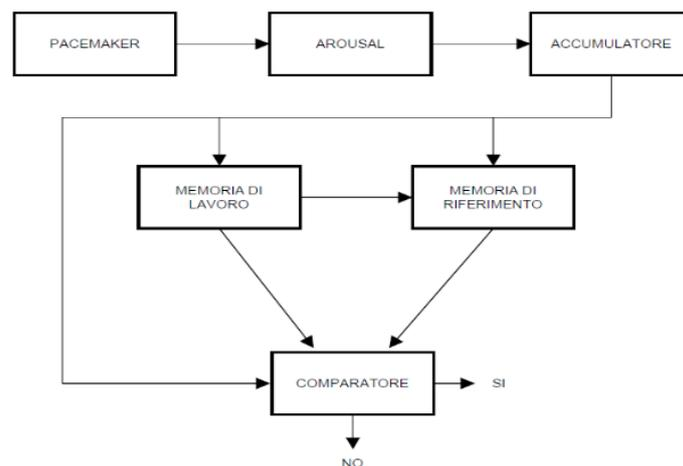 PACEMAKER
AROUSAL
ACCUMULATORE
MEMORIA DI
LAVORO
MEMORIA DI
RIFERIMENTO
COMPARATORE
SI
NO